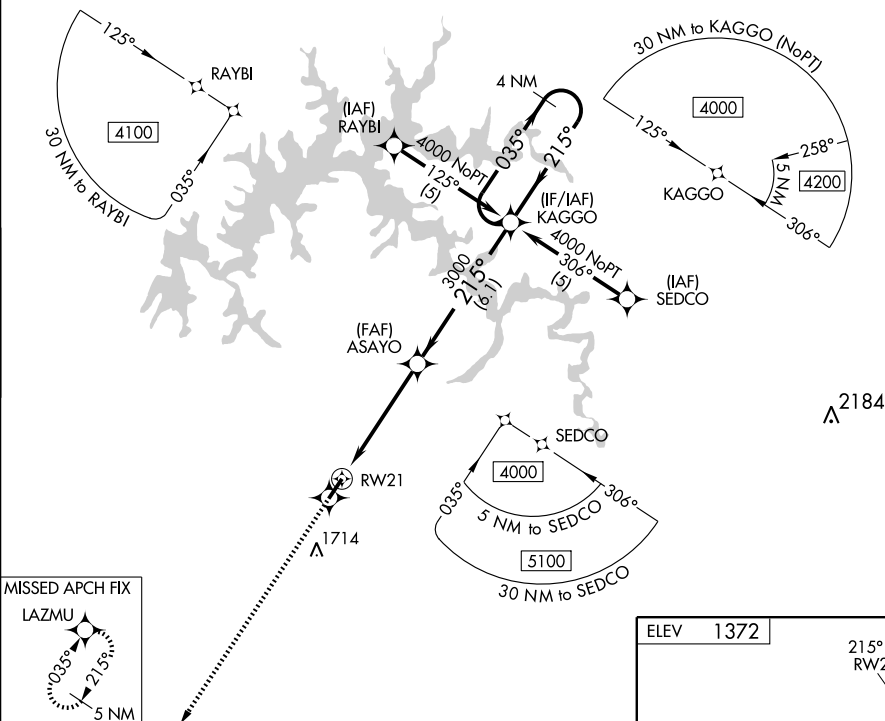 125°
RAYBI
4100
035°
30 NM to RAYBI
(IAF)
RAYBI
4000 NoPT
125°
(5)
4 NM
035°
215°
(IF/IAF)
KAGGO
4000 NoPT
306°
(5)
(IAF)
SEDCO
30 NM to KAGGO (NoPT)
4000
125°
258°
4200
5 NM
KAGGO
306°
3000
215°
(6.1)
(FAF)
ASAYO
2184
RW21
1714
SEDCO
4000
035°
306°
5 NM to SEDCO
5100
30 NM to SEDCO
MISSED APCH FIX
LAZMU
035°
215°
5 NM
ELEV 1372
215°